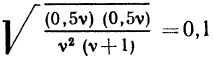 √((0,5v) (0,5v) / v² (v+1)) = 0,1